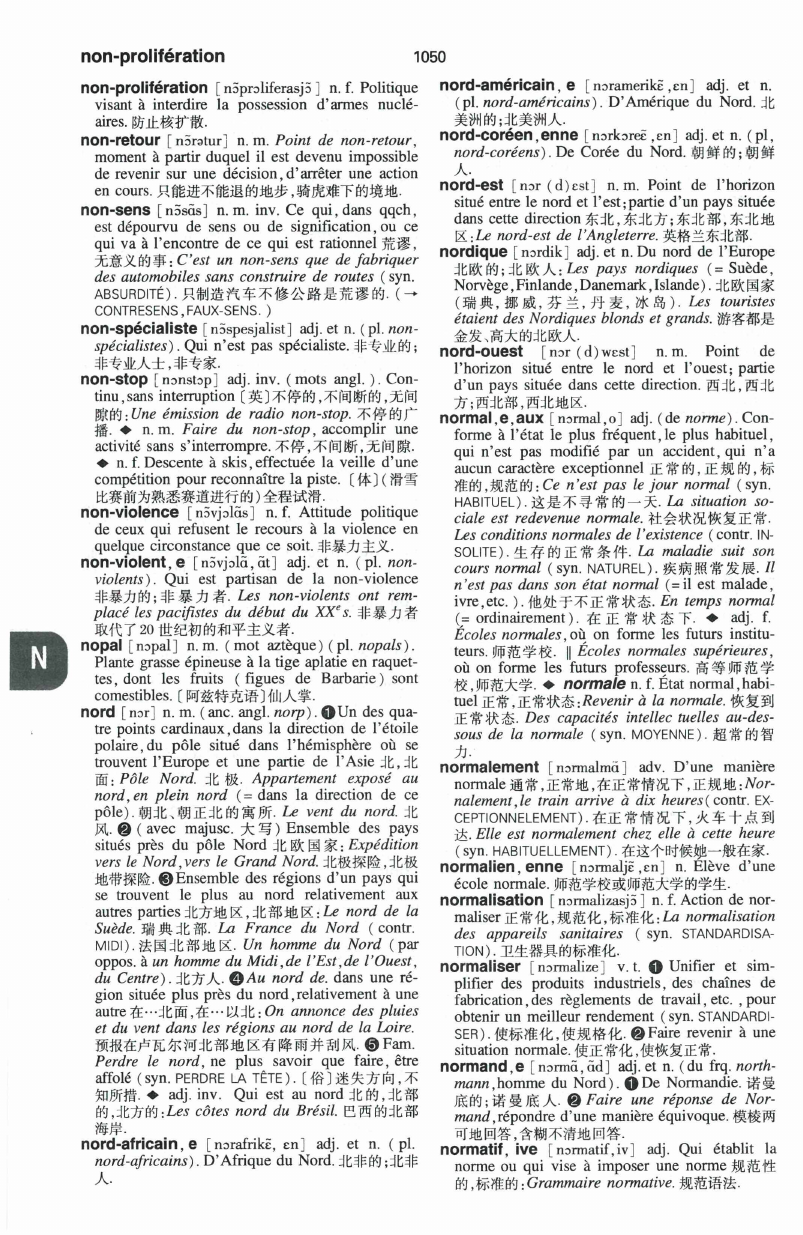 non-prolifération
1050
non-prolifération [nɔ̃prɔliferasjɔ̃] n. f. Politique
visant à interdire la possession d'armes nuclé-
aires. 防止核扩散.
non-retour [nɔ̃rətur] n. m. Point de non-retour,
moment à partir duquel il est devenu impossible
de revenir sur une décision, d'arrêter une action
en cours. 只能进不能退的地步,骑虎难下的境地.
non-sens [nɔ̃sɑ̃s] n. m. inv. Ce qui, dans qqch,
est dépourvu de sens ou de signification, ou ce
qui va à l'encontre de ce qui est rationnel 荒谬,
无意义的事: C'est un non-sens que de fabriquer
des automobiles sans construire de routes (syn.
ABSURDITÉ). 只制造汽车不修公路是荒谬的. (→
CONTRESENS, FAUX-SENS. )
non-spécialiste [nɔ̃spesjalist] adj. et n. (pl. non-
spécialistes). Qui n'est pas spécialiste. 非专业的;
非专业人士,非专家.
non-stop [nɔnstɔp] adj. inv. (mots angl. ). Con-
tinu, sans interruption〔英〕不停的,不间断的,无间
隙的: Une émission de radio non-stop. 不停的广
播. ◆ n. m. Faire du non-stop, accomplir une
activité sans s'interrompre. 不停,不间断,无间隙.
◆ n. f. Descente à skis, effectuée la veille d'une
compétition pour reconnaître la piste. 〔体〕(滑雪
比赛前为熟悉赛道进行的)全程试滑.
non-violence [nɔ̃vjɔlɑ̃s] n. f. Attitude politique
de ceux qui refusent le recours à la violence en
quelque circonstance que ce soit. 非暴力主义.
non-violent, e [nɔ̃vjɔlɑ̃, ɑ̃t] adj. et n. (pl. non-
violents). Qui est partisan de la non-violence
非暴力的;非暴力者. Les non-violents ont rem-
placé les pacifistes du début du XXᵉ s. 非暴力者
取代了 20 世纪初的和平主义者.
nopal [nɔpal] n. m. (mot aztèque) (pl. nopals).
Plante grasse épineuse à la tige aplatie en raquet-
tes, dont les fruits (figues de Barbarie) sont
comestibles. 〔阿兹特克语〕仙人掌.
nord [nɔr] n. m. (anc. angl. norp). ❶Un des qua-
tre points cardinaux, dans la direction de l'étoile
polaire, du pôle situé dans l'hémisphère où se
trouvent l'Europe et une partie de l'Asie 北,北
面: Pôle Nord. 北极. Appartement exposé au
nord, en plein nord (= dans la direction de ce
pôle). 朝北、朝正北的寓所. Le vent du nord. 北
风. ❷ (avec majusc. 大写) Ensemble des pays
situés près du pôle Nord 北欧国家: Expédition
vers le Nord, vers le Grand Nord. 北极探险,北极
地带探险. ❸Ensemble des régions d'un pays qui
se trouvent le plus au nord relativement aux
autres parties 北方地区,北部地区: Le nord de la
Suède. 瑞典北部. La France du Nord (contr.
MIDI). 法国北部地区. Un homme du Nord (par
oppos. à un homme du Midi, de l'Est, de l'Ouest,
du Centre). 北方人. ❹Au nord de. dans une ré-
gion située plus près du nord, relativement à une
autre 在…北面,在…以北: On annonce des pluies
et du vent dans les régions au nord de la Loire.
预报在卢瓦尔河北部地区有降雨并刮风. ❺Fam.
Perdre le nord, ne plus savoir que faire, être
affolé (syn. PERDRE LA TÊTE). 〔俗〕迷失方向,不
知所措. ◆ adj. inv. Qui est au nord 北的,北部
的,北方的: Les côtes nord du Brésil. 巴西的北部
海岸.
nord-africain, e [nɔrafrikɛ̃, ɛn] adj. et n. (pl.
nord-africains). D'Afrique du Nord. 北非的;北非
人.
N
nord-américain, e [nɔramerikɛ̃, ɛn] adj. et n.
(pl. nord-américains). D'Amérique du Nord. 北
美洲的;北美洲人.
nord-coréen, enne [nɔrkɔreɛ̃, ɛn] adj. et n. (pl,
nord-coréens). De Corée du Nord. 朝鲜的;朝鲜
人.
nord-est [nɔr (d)ɛst] n. m. Point de l'horizon
situé entre le nord et l'est; partie d'un pays située
dans cette direction 东北,东北方;东北部,东北地
区: Le nord-est de l'Angleterre. 英格兰东北部.
nordique [nɔrdik] adj. et n. Du nord de l'Europe
北欧的;北欧人: Les pays nordiques (= Suède,
Norvège, Finlande, Danemark, Islande). 北欧国家
(瑞典,挪威,芬兰,丹麦,冰岛). Les touristes
étaient des Nordiques blonds et grands. 游客都是
金发、高大的北欧人.
nord-ouest [nɔr (d)wɛst] n. m. Point de
l'horizon situé entre le nord et l'ouest; partie
d'un pays située dans cette direction. 西北,西北
方;西北部,西北地区.
normal, e, aux [nɔrmal, o] adj. (de norme). Con-
forme à l'état le plus fréquent, le plus habituel,
qui n'est pas modifié par un accident, qui n'a
aucun caractère exceptionnel 正常的,正规的,标
准的,规范的: Ce n'est pas le jour normal (syn.
HABITUEL). 这是不寻常的一天. La situation so-
ciale est redevenue normale. 社会状况恢复正常.
Les conditions normales de l'existence (contr. IN-
SOLITE). 生存的正常条件. La maladie suit son
cours normal (syn. NATUREL). 疾病照常发展. Il
n'est pas dans son état normal (= il est malade,
ivre, etc. ). 他处于不正常状态. En temps normal
(= ordinairement). 在正常状态下. ◆ adj. f.
Écoles normales, où on forme les futurs institu-
teurs. 师范学校. ‖ Écoles normales supérieures,
où on forme les futurs professeurs. 高等师范学
校,师范大学. ◆ normale n. f. État normal, habi-
tuel 正常,正常状态: Revenir à la normale. 恢复到
正常状态. Des capacités intellec tuelles au-des-
sous de la normale (syn. MOYENNE). 超常的智
力.
normalement [nɔrmalmɑ̃] adv. D'une manière
normale 通常,正常地,在正常情况下,正规地: Nor-
nalement, le train arrive à dix heures (contr. EX-
CEPTIONNELEMENT). 在正常情况下,火车十点到
达. Elle est normalement chez elle à cette heure
(syn. HABITUELLEMENT). 在这个时候她一般在家.
normalien, enne [nɔrmaljɛ̃, ɛn] n. Élève d'une
école normale. 师范学校或师范大学的学生.
normalisation [nɔrmalizasjɔ̃] n. f. Action de nor-
maliser 正常化,规范化,标准化: La normalisation
des appareils sanitaires ( syn. STANDARDISA-
TION). 卫生器具的标准化.
normaliser [nɔrmalize] v. t. ❶ Unifier et sim-
plifier des produits industriels, des chaînes de
fabrication, des règlements de travail, etc. , pour
obtenir un meilleur rendement (syn. STANDARDI-
SER). 使标准化,使规格化. ❷Faire revenir à une
situation normale. 使正常化,使恢复正常.
normand, e [nɔrmɑ̃, ɑ̃d] adj. et n. (du frq. north-
mann, homme du Nord). ❶De Normandie. 诺曼
底的;诺曼底人. ❷ Faire une réponse de Nor-
mand, répondre d'une manière équivoque. 模棱两
可地回答,含糊不清地回答.
normatif, ive [nɔrmatif, iv] adj. Qui établit la
norme ou qui vise à imposer une norme 规范性
的,标准的: Grammaire normative. 规范语法.